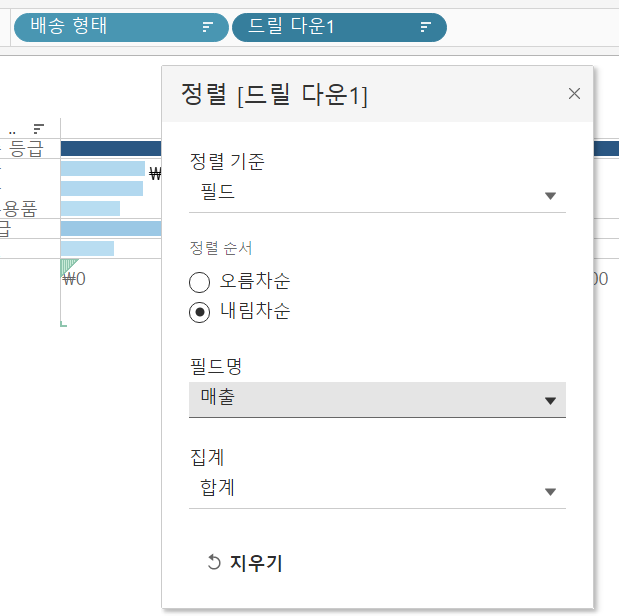 배송 형태
드릴 다운1
정렬 [드릴 다운1]
..
등급
정렬 기준
필드
₩
용품
급
정렬 순서
오름차순
내림차순
₩0
00
필드명
매출
집계
합계
지우기